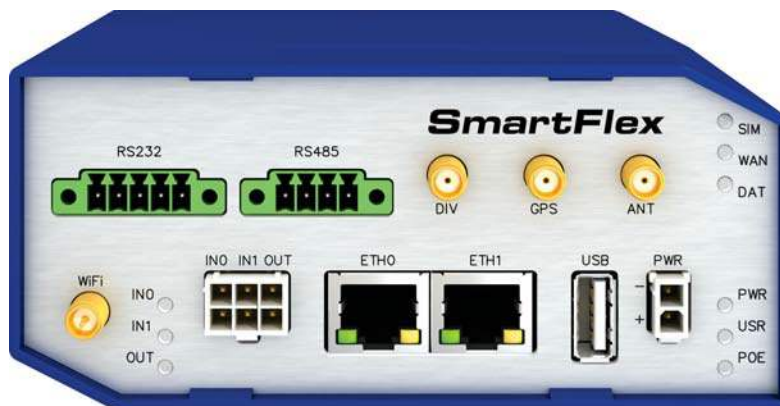 SmartFlex
SIM
WAN
DAT
RS232
RS485
DIV
GPS
ANT
WiFi
IN0
IN1
OUT
IN0 IN1 OUT
ETH0
ETH1
USB
PWR
-
+
PWR
USR
POE